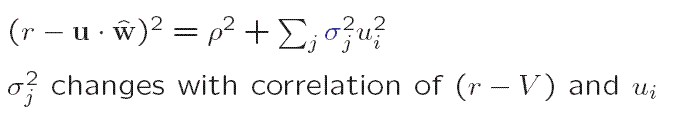 (r − u · ŵ)² = ρ² + ∑ⱼ σⱼ²uᵢ²
σⱼ² changes with correlation of (r − V) and uᵢ